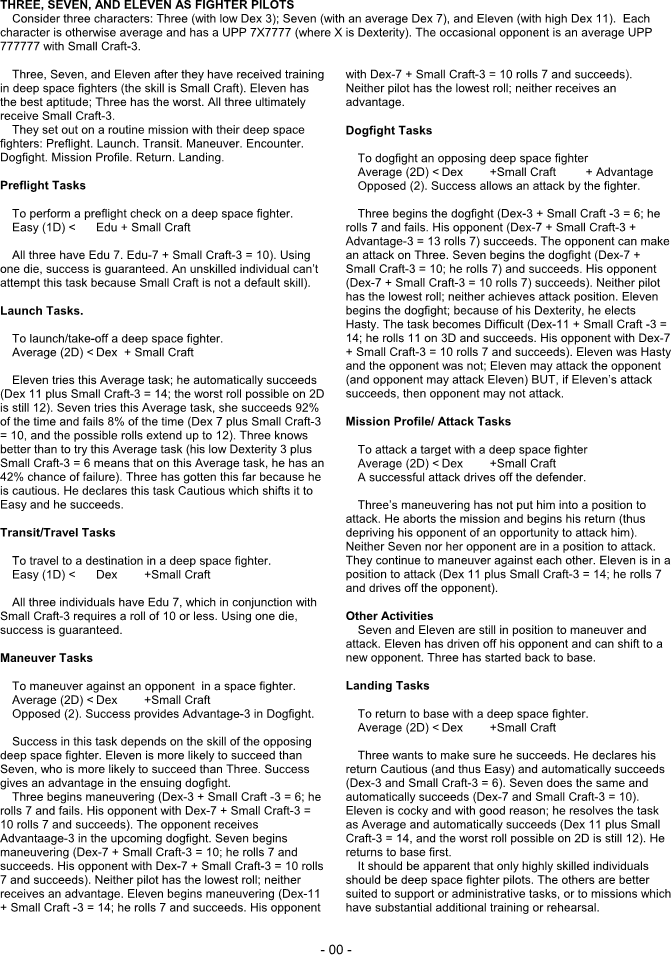 THREE, SEVEN, AND ELEVEN AS FIGHTER PILOTS
Consider three characters: Three (with low Dex 3); Seven (with an average Dex 7), and Eleven (with high Dex 11).  Each
character is otherwise average and has a UPP 7X7777 (where X is Dexterity). The occasional opponent is an average UPP
777777 with Small Craft-3.
Three, Seven, and Eleven after they have received training
in deep space fighters (the skill is Small Craft). Eleven has
the best aptitude; Three has the worst. All three ultimately
receive Small Craft-3.
They set out on a routine mission with their deep space
fighters: Preflight. Launch. Transit. Maneuver. Encounter.
Dogfight. Mission Profile. Return. Landing.
Preflight Tasks
To perform a preflight check on a deep space fighter.
Easy (1D) < Edu + Small Craft
All three have Edu 7. Edu-7 + Small Craft-3 = 10). Using
one die, success is guaranteed. An unskilled individual can't
attempt this task because Small Craft is not a default skill).
Launch Tasks.
To launch/take-off a deep space fighter.
Average (2D) < Dex + Small Craft
Eleven tries this Average task; he automatically succeeds
(Dex 11 plus Small Craft-3 = 14; the worst roll possible on 2D
is still 12). Seven tries this Average task, she succeeds 92%
of the time and fails 8% of the time (Dex 7 plus Small Craft-3
= 10, and the possible rolls extend up to 12). Three knows
better than to try this Average task (his low Dexterity 3 plus
Small Craft-3 = 6 means that on this Average task, he has an
42% chance of failure). Three has gotten this far because he
is cautious. He declares this task Cautious which shifts it to
Easy and he succeeds.
Transit/Travel Tasks
To travel to a destination in a deep space fighter.
Easy (1D) < Dex +Small Craft
All three individuals have Edu 7, which in conjunction with
Small Craft-3 requires a roll of 10 or less. Using one die,
success is guaranteed.
Maneuver Tasks
To maneuver against an opponent  in a space fighter.
Average (2D) < Dex +Small Craft
Opposed (2). Success provides Advantage-3 in Dogfight.
Success in this task depends on the skill of the opposing
deep space fighter. Eleven is more likely to succeed than
Seven, who is more likely to succeed than Three. Success
gives an advantage in the ensuing dogfight.
Three begins maneuvering (Dex-3 + Small Craft -3 = 6; he
rolls 7 and fails. His opponent with Dex-7 + Small Craft-3 =
10 rolls 7 and succeeds). The opponent receives
Advantaage-3 in the upcoming dogfight. Seven begins
maneuvering (Dex-7 + Small Craft-3 = 10; he rolls 7 and
succeeds. His opponent with Dex-7 + Small Craft-3 = 10 rolls
7 and succeeds). Neither pilot has the lowest roll; neither
receives an advantage. Eleven begins maneuvering (Dex-11
+ Small Craft -3 = 14; he rolls 7 and succeeds. His opponent
with Dex-7 + Small Craft-3 = 10 rolls 7 and succeeds).
Neither pilot has the lowest roll; neither receives an
advantage.
Dogfight Tasks
To dogfight an opposing deep space fighter
Average (2D) < Dex +Small Craft + Advantage
Opposed (2). Success allows an attack by the fighter.
Three begins the dogfight (Dex-3 + Small Craft -3 = 6; he
rolls 7 and fails. His opponent (Dex-7 + Small Craft-3 +
Advantage-3 = 13 rolls 7) succeeds. The opponent can make
an attack on Three. Seven begins the dogfight (Dex-7 +
Small Craft-3 = 10; he rolls 7) and succeeds. His opponent
(Dex-7 + Small Craft-3 = 10 rolls 7) succeeds). Neither pilot
has the lowest roll; neither achieves attack position. Eleven
begins the dogfight; because of his Dexterity, he elects
Hasty. The task becomes Difficult (Dex-11 + Small Craft -3 =
14; he rolls 11 on 3D and succeeds. His opponent with Dex-7
+ Small Craft-3 = 10 rolls 7 and succeeds). Eleven was Hasty
and the opponent was not; Eleven may attack the opponent
(and opponent may attack Eleven) BUT, if Eleven's attack
succeeds, then opponent may not attack.
Mission Profile/ Attack Tasks
To attack a target with a deep space fighter
Average (2D) < Dex +Small Craft
A successful attack drives off the defender.
Three's maneuvering has not put him into a position to
attack. He aborts the mission and begins his return (thus
depriving his opponent of an opportunity to attack him).
Neither Seven nor her opponent are in a position to attack.
They continue to maneuver against each other. Eleven is in a
position to attack (Dex 11 plus Small Craft-3 = 14; he rolls 7
and drives off the opponent).
Other Activities
Seven and Eleven are still in position to maneuver and
attack. Eleven has driven off his opponent and can shift to a
new opponent. Three has started back to base.
Landing Tasks
To return to base with a deep space fighter.
Average (2D) < Dex +Small Craft
Three wants to make sure he succeeds. He declares his
return Cautious (and thus Easy) and automatically succeeds
(Dex-3 and Small Craft-3 = 6). Seven does the same and
automatically succeeds (Dex-7 and Small Craft-3 = 10).
Eleven is cocky and with good reason; he resolves the task
as Average and automatically succeeds (Dex 11 plus Small
Craft-3 = 14, and the worst roll possible on 2D is still 12). He
returns to base first.
It should be apparent that only highly skilled individuals
should be deep space fighter pilots. The others are better
suited to support or administrative tasks, or to missions which
have substantial additional training or rehearsal.
- 00 -